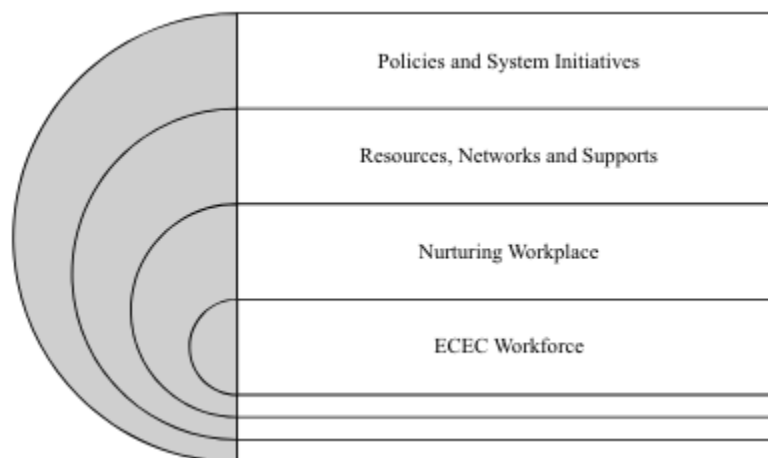 Policies and System Initiatives
Resources, Networks and Supports
Nurturing Workplace
ECEC Workforce